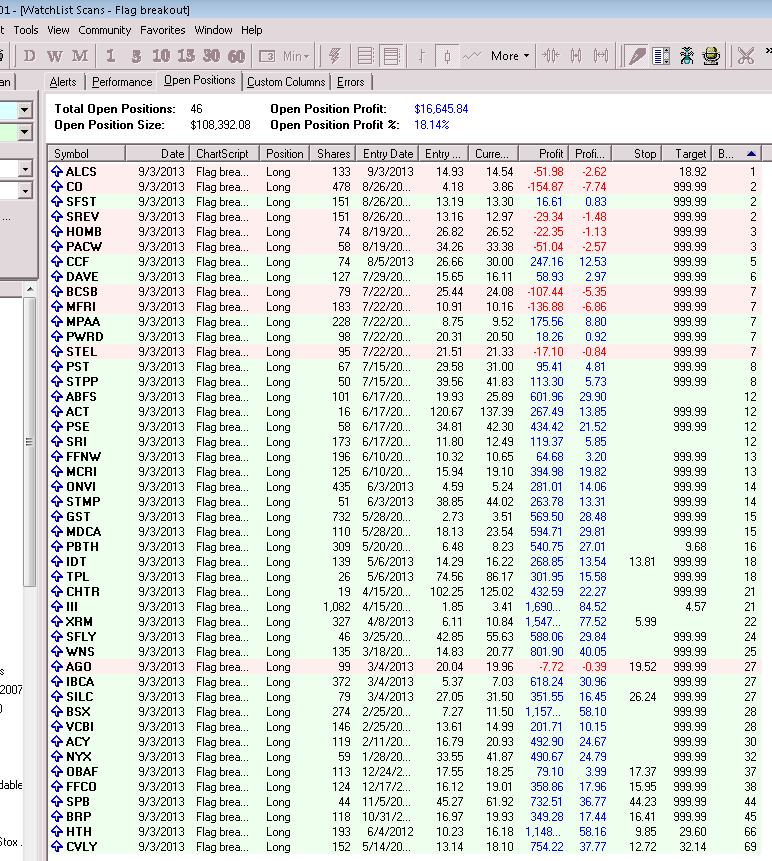 01 - [WatchList Scans - Flag breakout]
t Tools View Community Favorites Window Help
D W M 1 3 10 15 30 60 Min More
an Alerts Performance Open Positions Custom Columns Errors
Total Open Positions: 46 Open Position Profit: $16,645.84
Open Position Size: $108,392.08 Open Position Profit %: 18.14%
Symbol Date ChartScript Position Shares Entry Date Entry ... Curre... Profit Profi... Stop Target B...
ALCS 9/3/2013 Flag brea... Long 133 9/3/2013 14.93 14.54 -51.98 -2.62 18.92 1
CO 9/3/2013 Flag brea... Long 478 8/26/20... 4.18 3.86 -154.87 -7.74 999.99 2
SFST 9/3/2013 Flag brea... Long 151 8/26/20... 13.19 13.30 16.61 0.83 999.99 2
SREV 9/3/2013 Flag brea... Long 151 8/26/20... 13.16 12.97 -29.34 -1.48 999.99 2
HOMB 9/3/2013 Flag brea... Long 74 8/19/20... 26.82 26.52 -22.35 -1.13 999.99 3
PACW 9/3/2013 Flag brea... Long 58 8/19/20... 34.26 33.38 -51.04 -2.57 999.99 3
CCF 9/3/2013 Flag brea... Long 74 8/5/2013 26.66 30.00 247.16 12.53 999.99 5
DAVE 9/3/2013 Flag brea... Long 127 7/29/20... 15.65 16.11 58.93 2.97 999.99 6
BCSB 9/3/2013 Flag brea... Long 79 7/22/20... 25.44 24.08 -107.44 -5.35 999.99 7
MFRI 9/3/2013 Flag brea... Long 183 7/22/20... 10.91 10.16 -136.88 -6.86 999.99 7
MPAA 9/3/2013 Flag brea... Long 228 7/22/20... 8.75 9.52 175.56 8.80 999.99 7
PWRD 9/3/2013 Flag brea... Long 98 7/22/20... 20.31 20.50 18.26 0.92 999.99 7
STEL 9/3/2013 Flag brea... Long 95 7/22/20... 21.51 21.33 -17.10 -0.84 999.99 7
PST 9/3/2013 Flag brea... Long 67 7/15/20... 29.58 31.00 95.41 4.81 999.99 8
STPP 9/3/2013 Flag brea... Long 50 7/15/20... 39.56 41.83 113.30 5.73 999.99 8
ABFS 9/3/2013 Flag brea... Long 101 6/17/20... 19.93 25.89 601.96 29.90 12
ACT 9/3/2013 Flag brea... Long 16 6/17/20... 120.67 137.39 267.49 13.85 999.99 12
PSE 9/3/2013 Flag brea... Long 58 6/17/20... 34.81 42.30 434.42 21.52 999.99 12
SRI 9/3/2013 Flag brea... Long 173 6/17/20... 11.80 12.49 119.37 5.85 12
FFNW 9/3/2013 Flag brea... Long 196 6/10/20... 10.32 10.65 64.68 3.20 999.99 13
MCRI 9/3/2013 Flag brea... Long 125 6/10/20... 15.94 19.10 394.98 19.82 999.99 13
ONVI 9/3/2013 Flag brea... Long 435 6/3/2013 4.59 5.24 281.01 14.06 999.99 14
STMP 9/3/2013 Flag brea... Long 51 6/3/2013 38.85 44.02 263.78 13.31 999.99 14
GST 9/3/2013 Flag brea... Long 732 5/28/20... 2.73 3.51 569.50 28.48 999.99 15
MDCA 9/3/2013 Flag brea... Long 110 5/28/20... 18.13 23.54 594.71 29.81 999.99 15
PBTH 9/3/2013 Flag brea... Long 309 5/20/20... 6.48 8.23 540.75 27.01 9.68 16
IDT 9/3/2013 Flag brea... Long 139 5/6/2013 14.29 16.22 268.85 13.54 13.81 999.99 18
TPL 9/3/2013 Flag brea... Long 26 5/6/2013 74.56 86.17 301.95 15.58 999.99 18
CHTR 9/3/2013 Flag brea... Long 19 4/15/20... 102.25 125.02 432.59 22.27 999.99 21
III 9/3/2013 Flag brea... Long 1,082 4/15/20... 1.85 3.41 1,690... 84.52 4.57 21
XRM 9/3/2013 Flag brea... Long 327 4/8/2013 6.11 10.84 1,547... 77.52 5.99 22
SFLY 9/3/2013 Flag brea... Long 46 3/25/20... 42.85 55.63 588.06 29.84 999.99 24
WNS 9/3/2013 Flag brea... Long 135 3/18/20... 14.83 20.77 801.90 40.05 999.99 25
AGO 9/3/2013 Flag brea... Long 99 3/4/2013 20.04 19.96 -7.72 -0.39 19.52 999.99 27
IBCA 9/3/2013 Flag brea... Long 372 3/4/2013 5.37 7.03 618.24 30.96 999.99 27
SILC 9/3/2013 Flag brea... Long 79 3/4/2013 27.05 31.50 351.55 16.45 26.24 999.99 27
BSX 9/3/2013 Flag brea... Long 274 2/25/20... 7.27 11.50 1,157... 58.10 999.99 28
VCBI 9/3/2013 Flag brea... Long 146 2/25/20... 13.61 14.99 201.71 10.15 999.99 28
ACY 9/3/2013 Flag brea... Long 119 2/11/20... 16.79 20.93 492.90 24.67 999.99 30
NYX 9/3/2013 Flag brea... Long 59 1/28/20... 33.55 41.87 490.67 24.79 999.99 32
OBAF 9/3/2013 Flag brea... Long 113 12/24/2... 17.55 18.25 79.10 3.99 17.37 999.99 37
FFCO 9/3/2013 Flag brea... Long 124 12/17/2... 16.12 19.01 358.86 17.96 15.95 999.99 38
SPB 9/3/2013 Flag brea... Long 44 11/5/20... 45.27 61.92 732.51 36.77 44.23 999.99 44
BRP 9/3/2013 Flag brea... Long 118 10/31/2... 16.97 19.93 349.28 17.44 16.41 999.99 45
HTH 9/3/2013 Flag brea... Long 193 6/4/2012 10.23 16.18 1,148... 58.16 9.85 29.60 66
CVLY 9/3/2013 Flag brea... Long 152 5/14/20... 13.14 18.10 754.22 37.77 12.72 32.14 69
...
s
2007
dable
Stox .